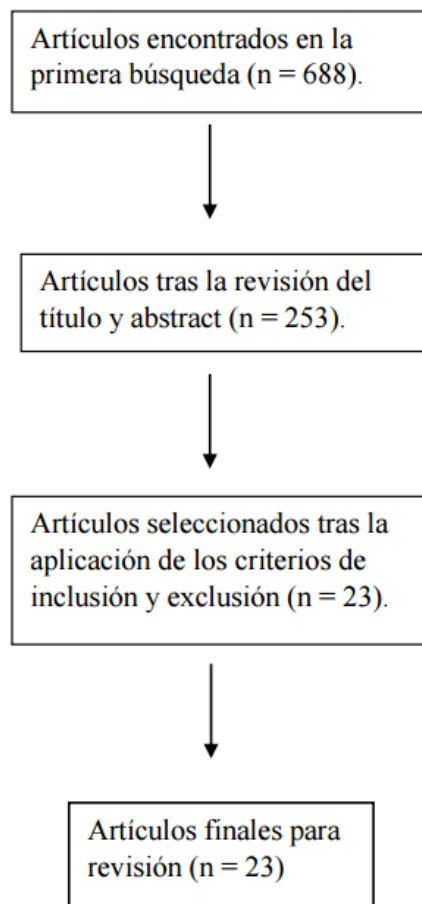 Artículos encontrados en la
primera búsqueda (n = 688).
Artículos tras la revisión del
título y abstract (n = 253).
Artículos seleccionados tras la
aplicación de los criterios de
inclusión y exclusión (n = 23).
Artículos finales para
revisión (n = 23)